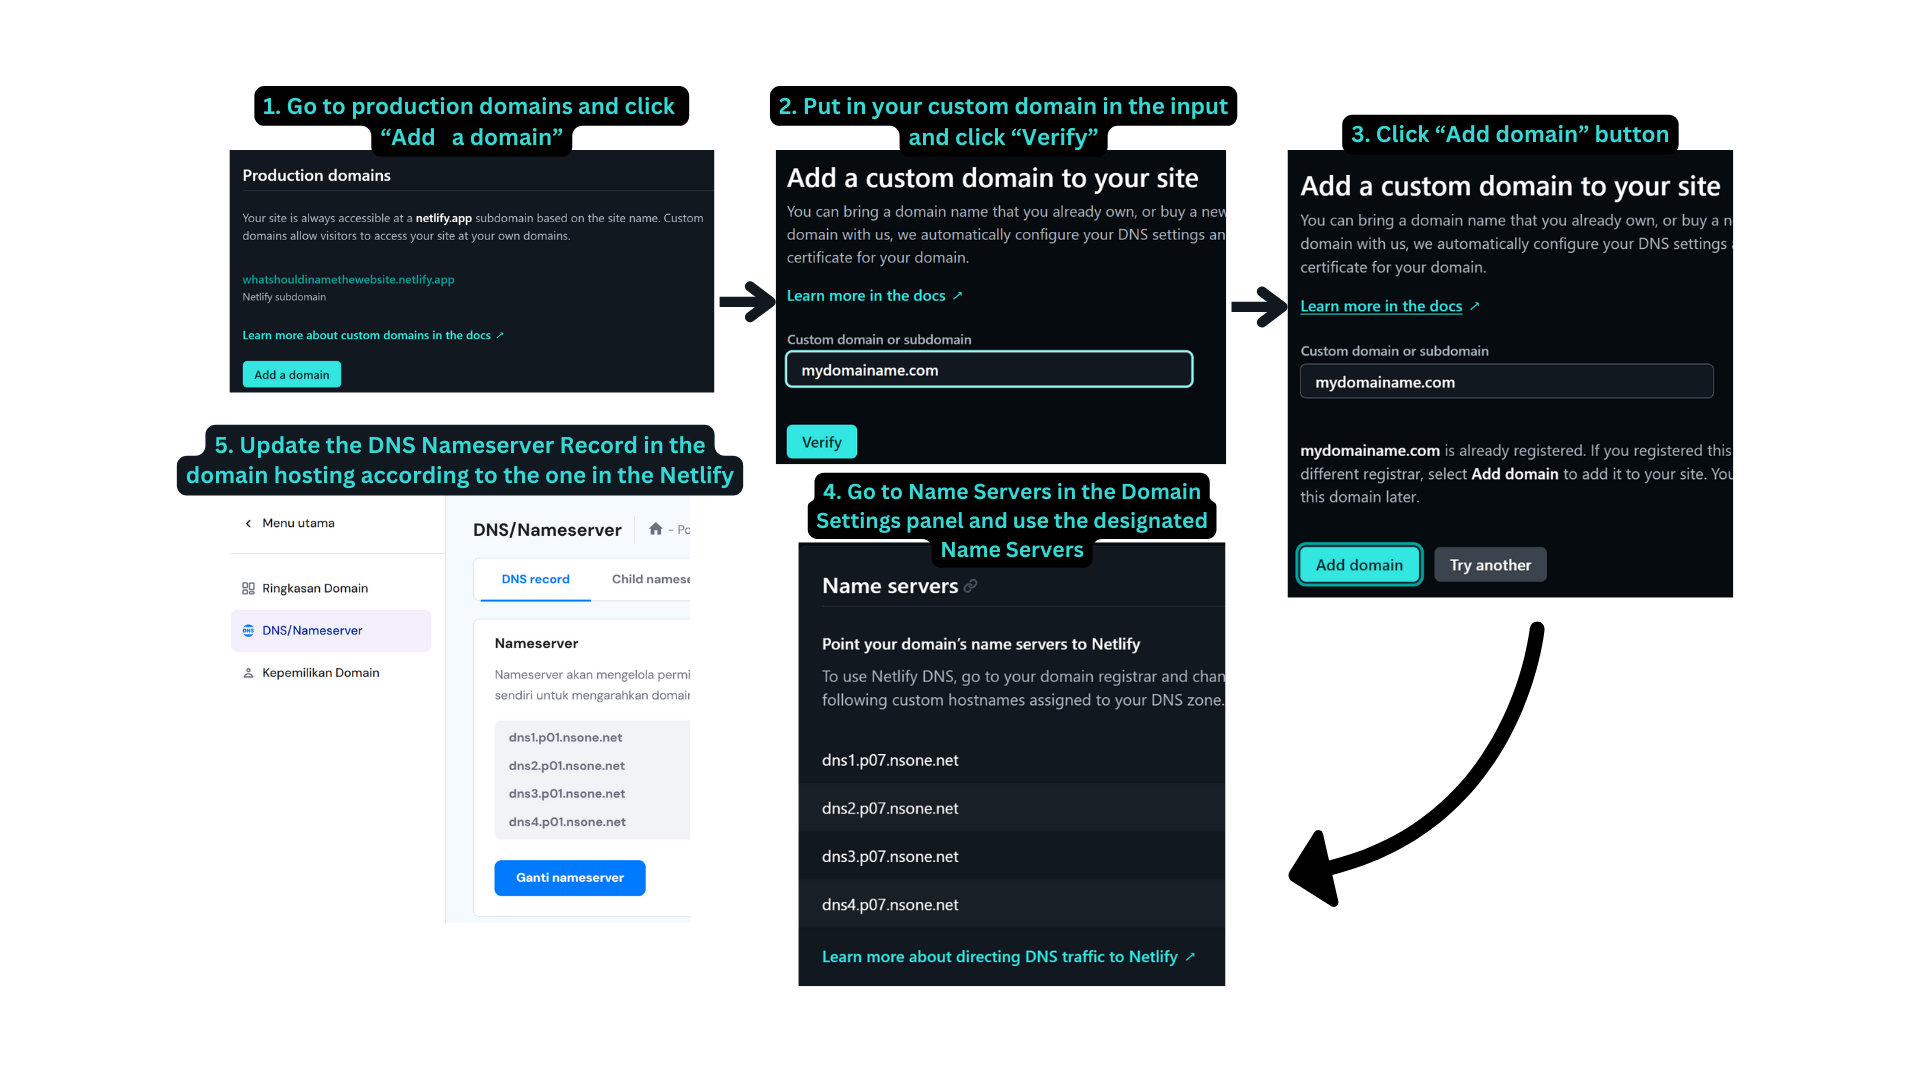 1. Go to production domains and click
“Add a domain”
Production domains
Your site is always accessible at a netlify.app subdomain based on the site name. Custom
domains allow visitors to access your site at your own domains.
whatshouldinamethewebsite.netlify.app
Netlify subdomain
Learn more about custom domains in the docs ↗
Add a domain
2. Put in your custom domain in the input
and click “Verify”
Add a custom domain to your site
You can bring a domain name that you already own, or buy a new
domain with us, we automatically configure your DNS settings an
certificate for your domain.
Learn more in the docs ↗
Custom domain or subdomain
mydomainame.com
Verify
3. Click “Add domain” button
Add a custom domain to your site
You can bring a domain name that you already own, or buy a n
domain with us, we automatically configure your DNS settings
certificate for your domain.
Learn more in the docs ↗
Custom domain or subdomain
mydomainame.com
mydomainame.com is already registered. If you registered this
different registrar, select Add domain to add it to your site. You
this domain later.
Add domain
Try another
4. Go to Name Servers in the Domain
Settings panel and use the designated
Name Servers
Name servers
Point your domain’s name servers to Netlify
To use Netlify DNS, go to your domain registrar and chan
following custom hostnames assigned to your DNS zone.
dns1.p07.nsone.net
dns2.p07.nsone.net
dns3.p07.nsone.net
dns4.p07.nsone.net
Learn more about directing DNS traffic to Netlify ↗
5. Update the DNS Nameserver Record in the
domain hosting according to the one in the Netlify
Menu utama
Ringkasan Domain
DNS/Nameserver
Kepemilikan Domain
DNS/Nameserver
- Po
DNS record
Child namese
Nameserver
Nameserver akan mengelola permi
sendiri untuk mengarahkan domain
dns1.p01.nsone.net
dns2.p01.nsone.net
dns3.p01.nsone.net
dns4.p01.nsone.net
Ganti nameserver